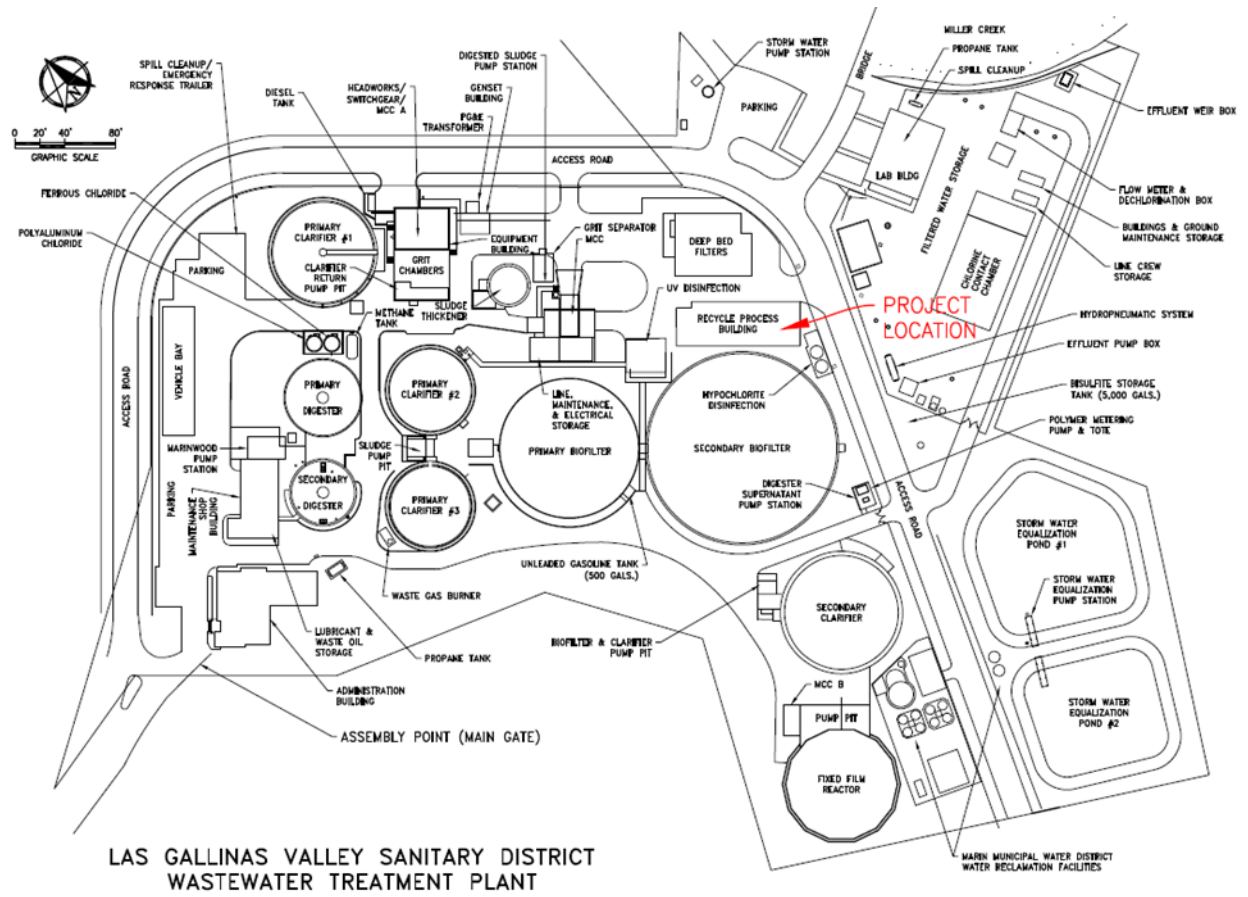 MILLER CREEK
PROPANE TANK
SPILL CLEANUP
STORM WATER
PUMP STATION
BRIDGE
EFFLUENT WEIR BOX
PARKING
SPILL CLEANUP/
EMERGENCY
RESPONSE TRAILER
DIESEL
TANK
HEADWORKS/
SWITCHGEAR/
MCC A
DIGESTED SLUDGE
PUMP STATION
GENSET
BUILDING
PG&E
TRANSFORMER
0 20' 40' 80'
GRAPHIC SCALE
ACCESS ROAD
LAB BLDG
FILTERED WATER STORAGE
FLOW METER &
DECHLORINATION BOX
BUILDINGS & GROUND
MAINTENANCE STORAGE
LINE CREW
STORAGE
CHLORINE
CONTACT
CHAMBER
FERROUS CHLORIDE
POLYALUMINUM
CHLORIDE
PRIMARY
CLARIFIER #1
CLARIFIER
RETURN
PUMP PIT
GRIT
CHAMBERS
EQUIPMENT
BUILDING
GRIT SEPARATOR
MCC
DEEP BED
FILTERS
UV DISINFECTION
PARKING
METHANE
TANK
SLUDGE
THICKENER
RECYCLE PROCESS
BUILDING
PROJECT
LOCATION
HYDROPNEUMATIC SYSTEM
EFFLUENT PUMP BOX
BISULFITE STORAGE
TANK (5,000 GALS.)
POLYMER METERING
PUMP & TOTE
ACCESS ROAD
VEHICLE BAY
PRIMARY
DIGESTER
PRIMARY
CLARIFIER #2
LINE,
MAINTENANCE,
& ELECTRICAL
STORAGE
HYPOCHLORITE
DISINFECTION
MARINWOOD
PUMP
STATION
SLUDGE
PUMP
PIT
PRIMARY BIOFILTER
SECONDARY BIOFILTER
PARKING
MAINTENANCE
SHOP
BUILDING
SECONDARY
DIGESTER
PRIMARY
CLARIFIER #3
DIGESTER
SUPERNATANT
PUMP STATION
ACCESS ROAD
STORM WATER
EQUALIZATION
POND #1
UNLEADED GASOLINE TANK
(500 GALS.)
WASTE GAS BURNER
STORM WATER
EQUALIZATION
PUMP STATION
SECONDARY
CLARIFIER
LUBRICANT &
WASTE OIL
STORAGE
PROPANE TANK
BIOFILTER & CLARIFIER
PUMP PIT
ADMINISTRATION
BUILDING
MCC B
PUMP PIT
STORM WATER
EQUALIZATION
POND #2
ASSEMBLY POINT (MAIN GATE)
FIXED FILM
REACTOR
MARIN MUNICIPAL WATER DISTRICT
WATER RECLAMATION FACILITIES
LAS GALLINAS VALLEY SANITARY DISTRICT
WASTEWATER TREATMENT PLANT